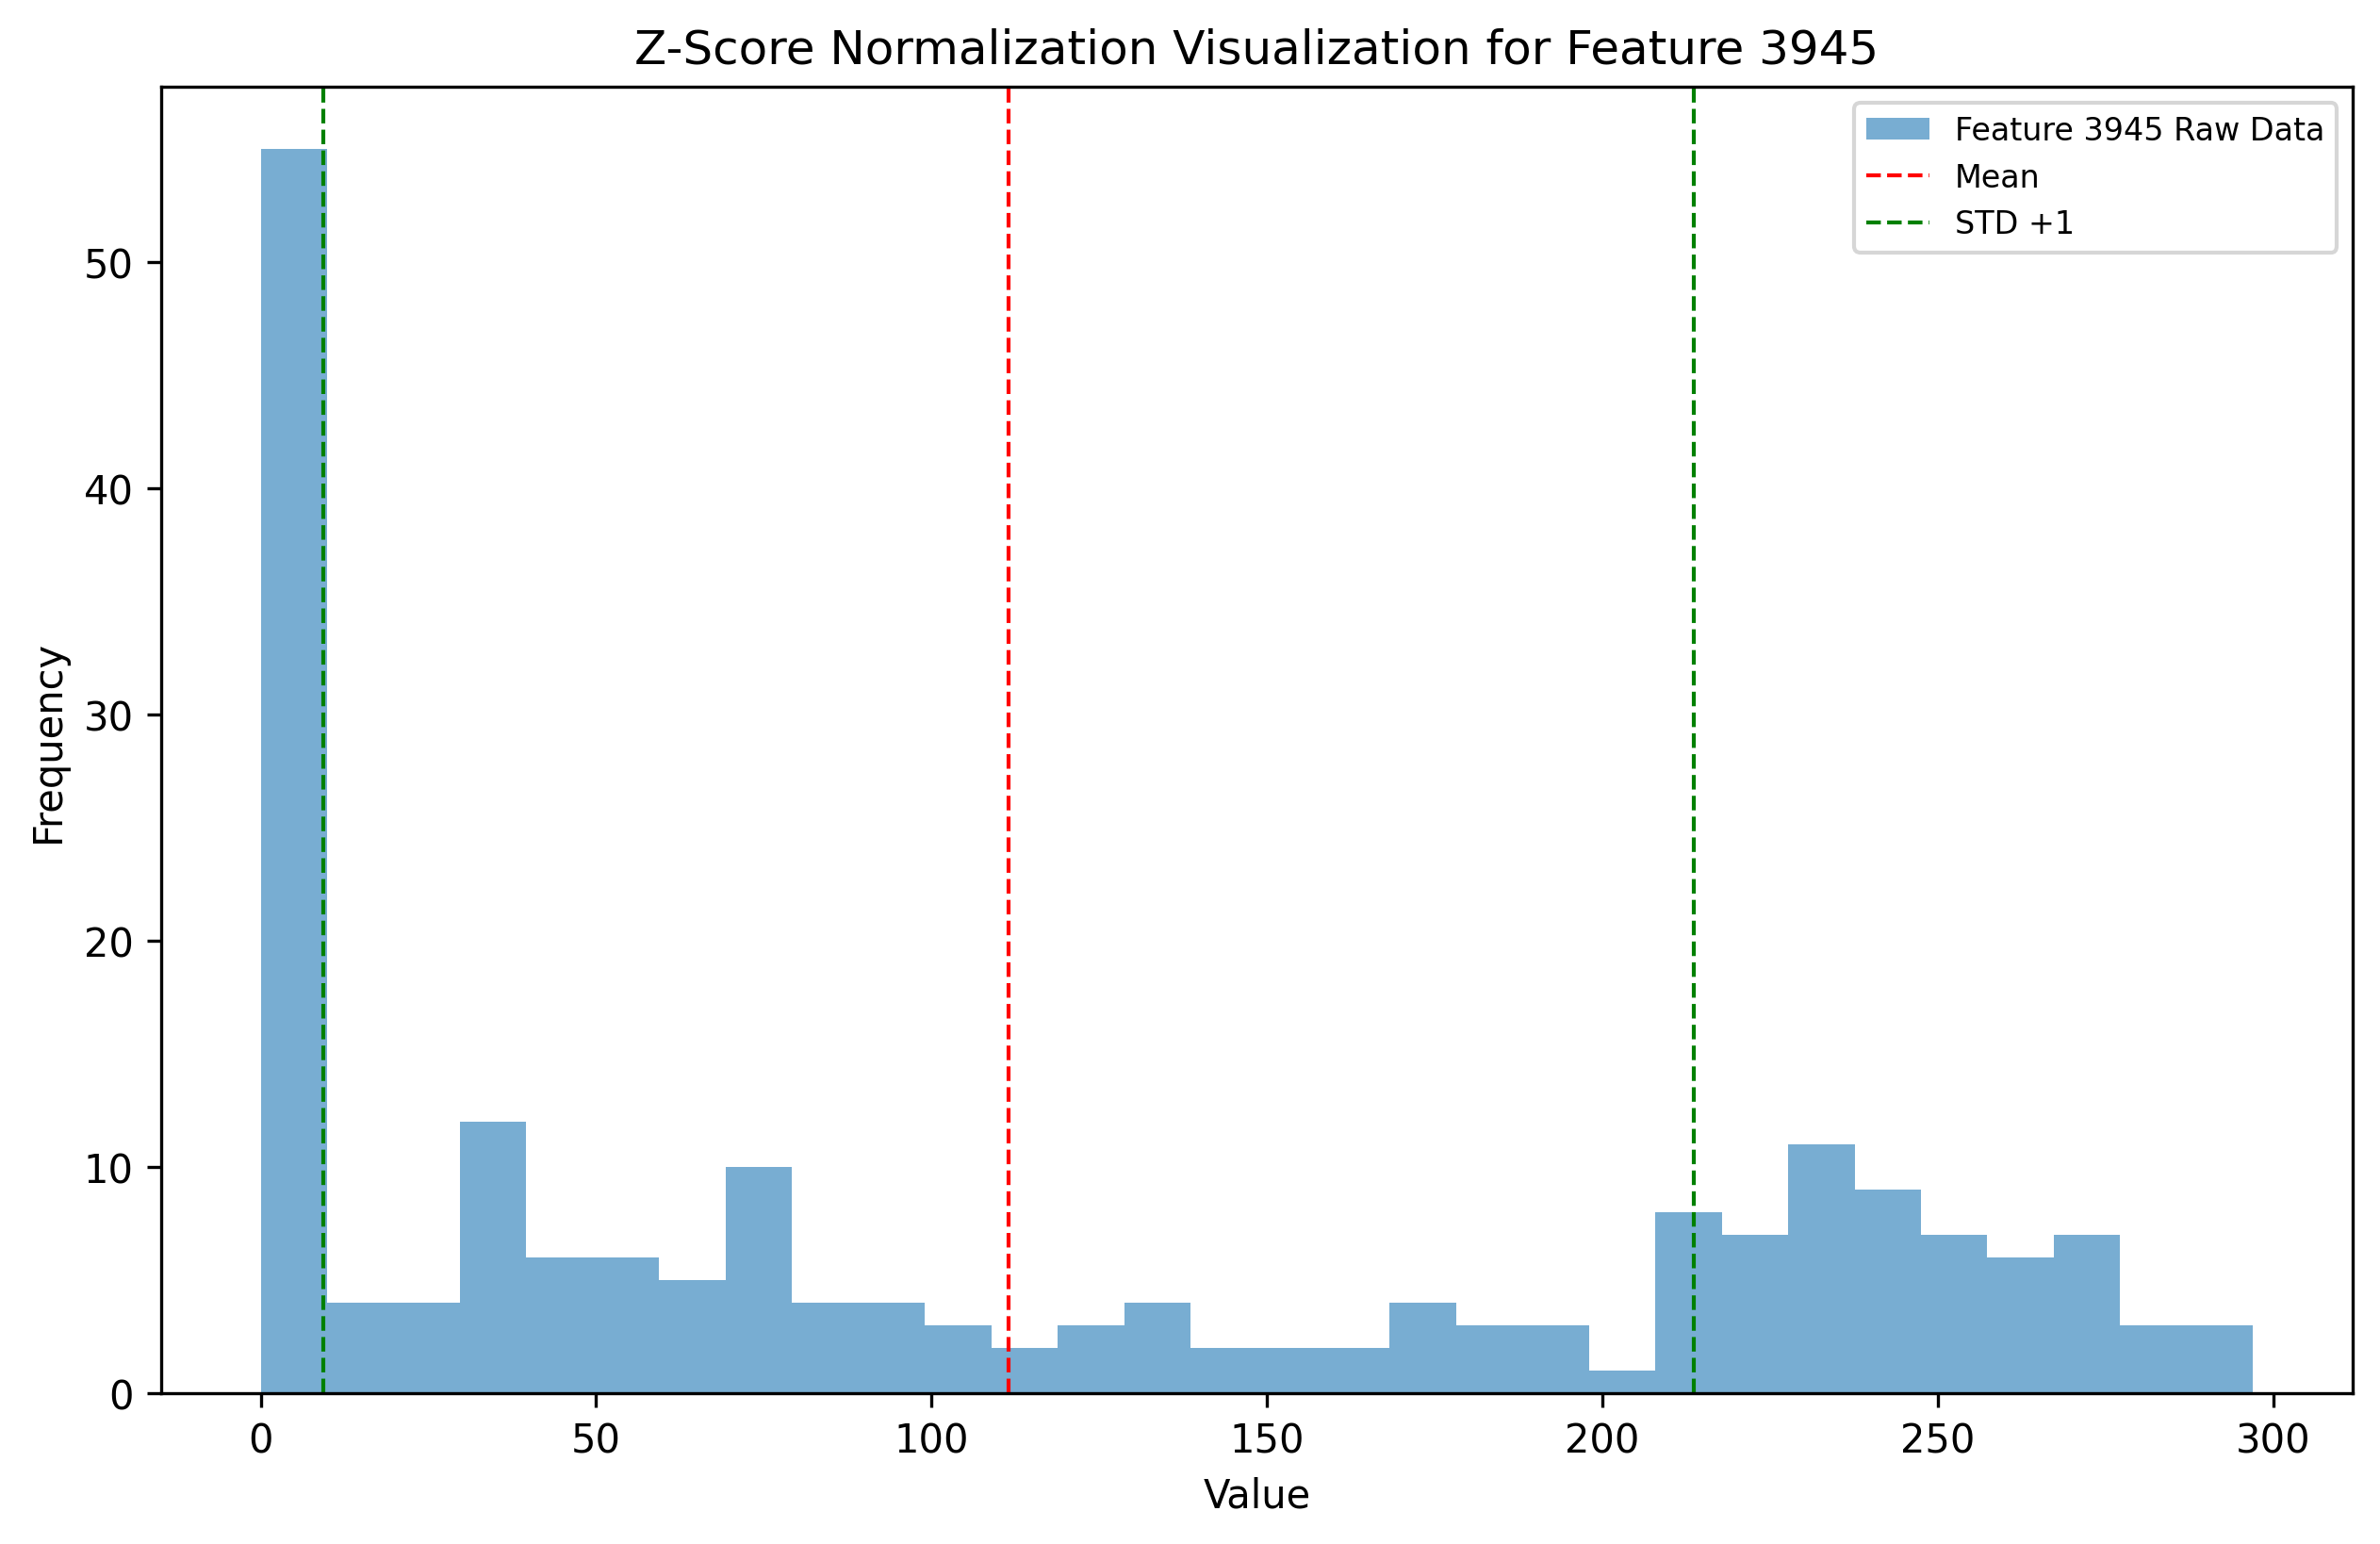 Z-Score Normalization Visualization for Feature 3945
Feature 3945 Raw Data
Mean
STD +1
50
40
30
20
10
0
Frequency
0 50 100 150 200 250 300
Value